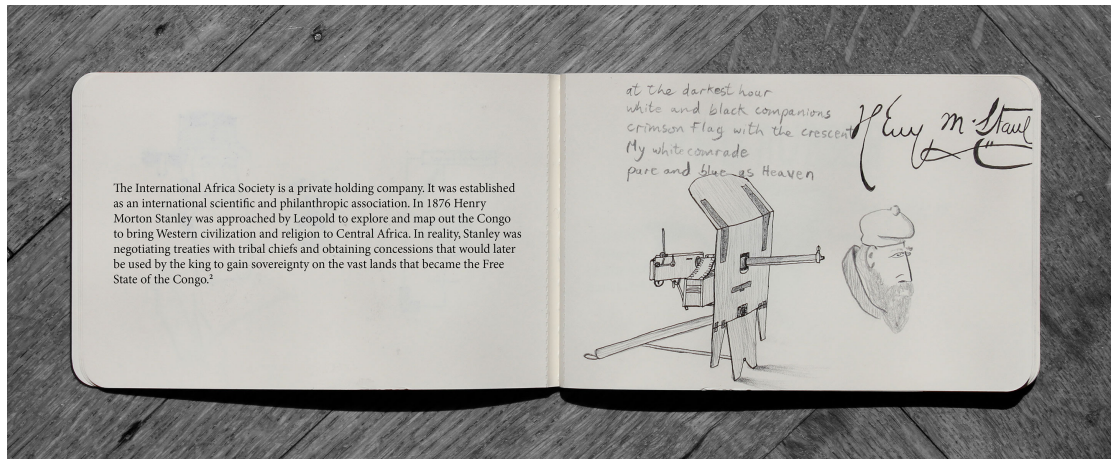 The International Africa Society is a private holding company. It was established
as an international scientific and philanthropic association. In 1876 Henry
Morton Stanley was approached by Leopold to explore and map out the Congo
to bring Western civilization and religion to Central Africa. In reality, Stanley was
negotiating treaties with tribal chiefs and obtaining concessions that would later
be used by the king to gain sovereignty on the vast lands that became the Free
State of the Congo.²
at the darkest hour
white and black companions
crimson Flag with the crescent
My white comrade
pure and blue as Heaven
Henry M. Stanl